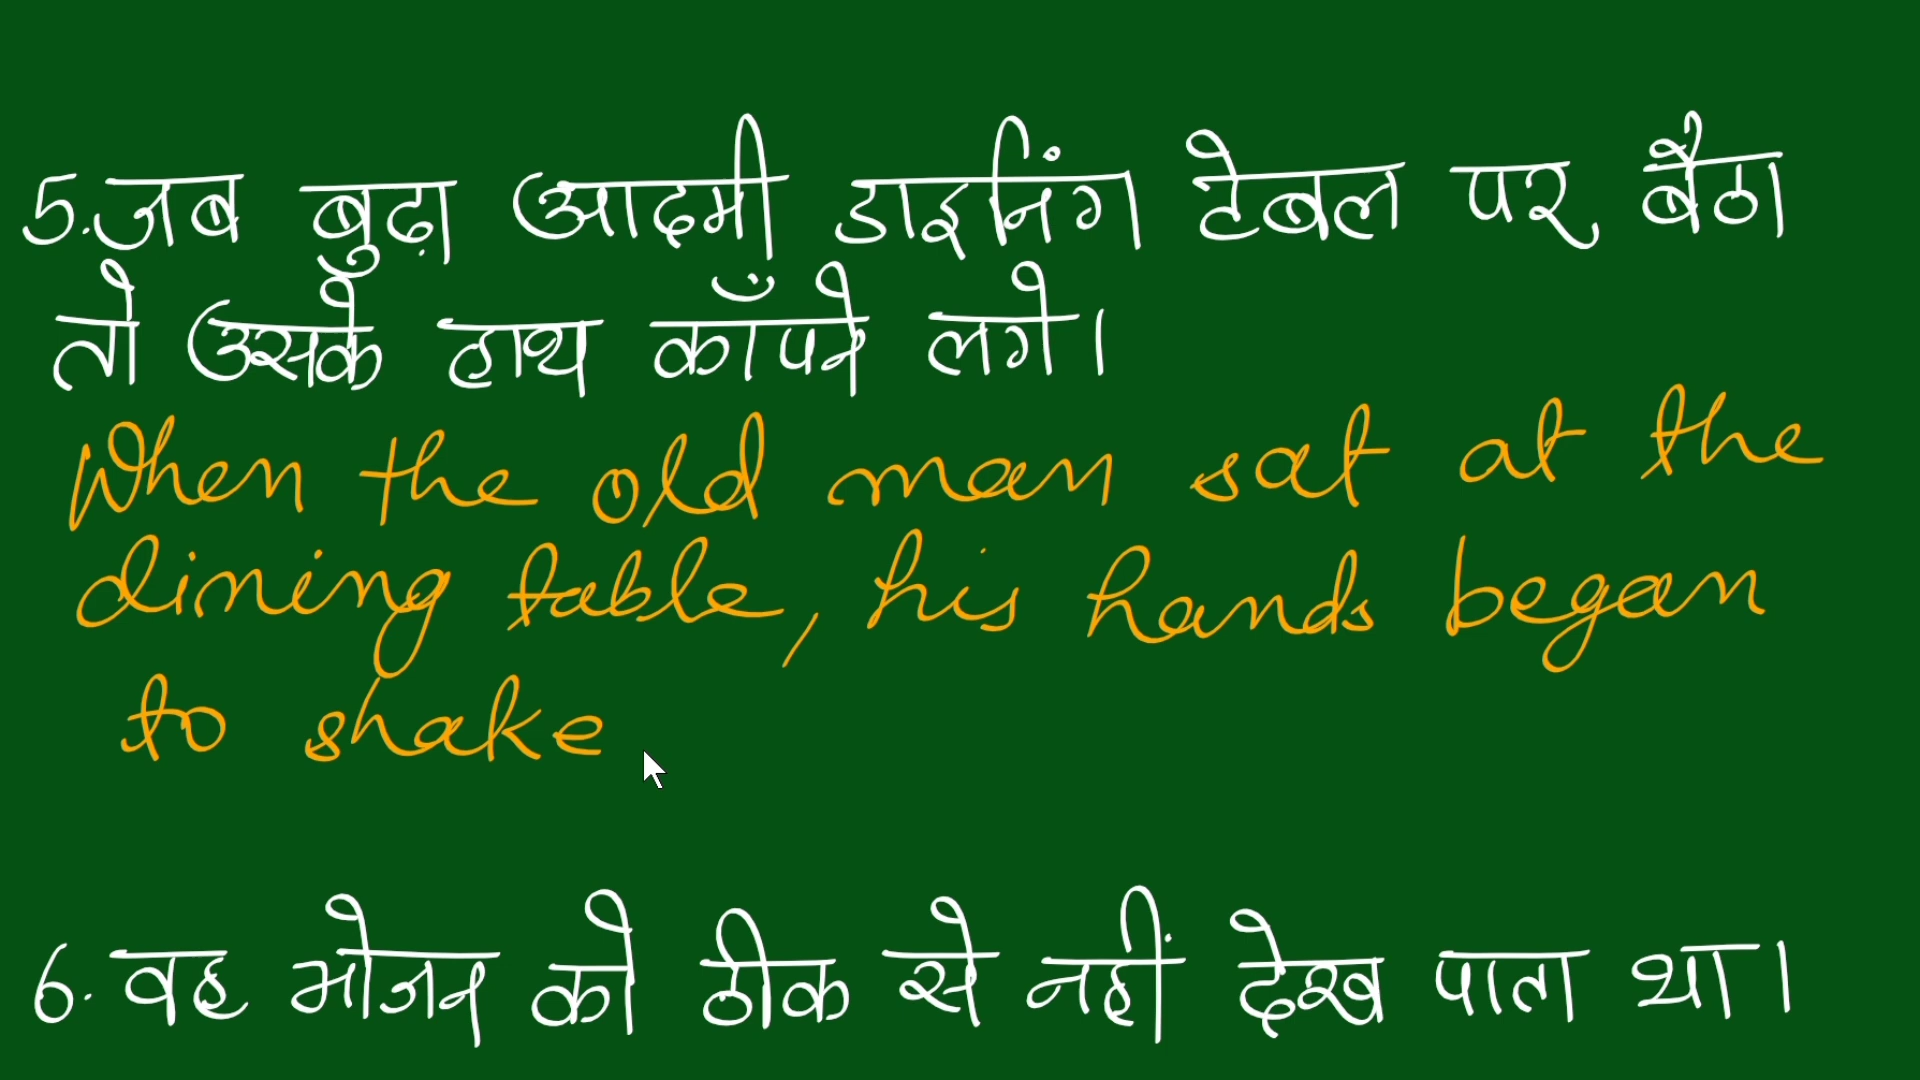 5. जब बुढ़ा आदमी डाइनिंग टेबल पर बैठा
तो उसके हाथ काँपने लगे।
When the old man sat at the
dining table, his hands began
to shake
6. वह भोजन को ठीक से नहीं देख पाता था।